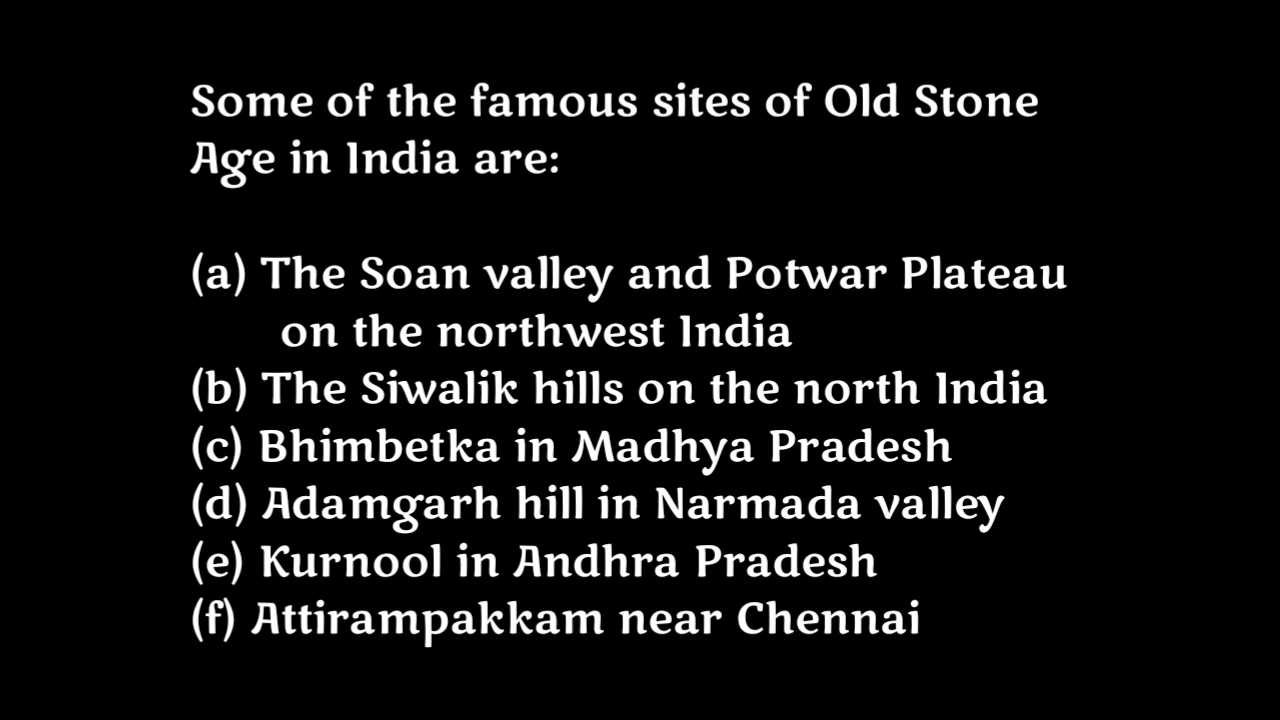 Some of the famous sites of Old Stone
Age in India are:
(a) The Soan valley and Potwar Plateau
on the northwest India
(b) The Siwalik hills on the north India
(c) Bhimbetka in Madhya Pradesh
(d) Adamgarh hill in Narmada valley
(e) Kurnool in Andhra Pradesh
(f) Attirampakkam near Chennai